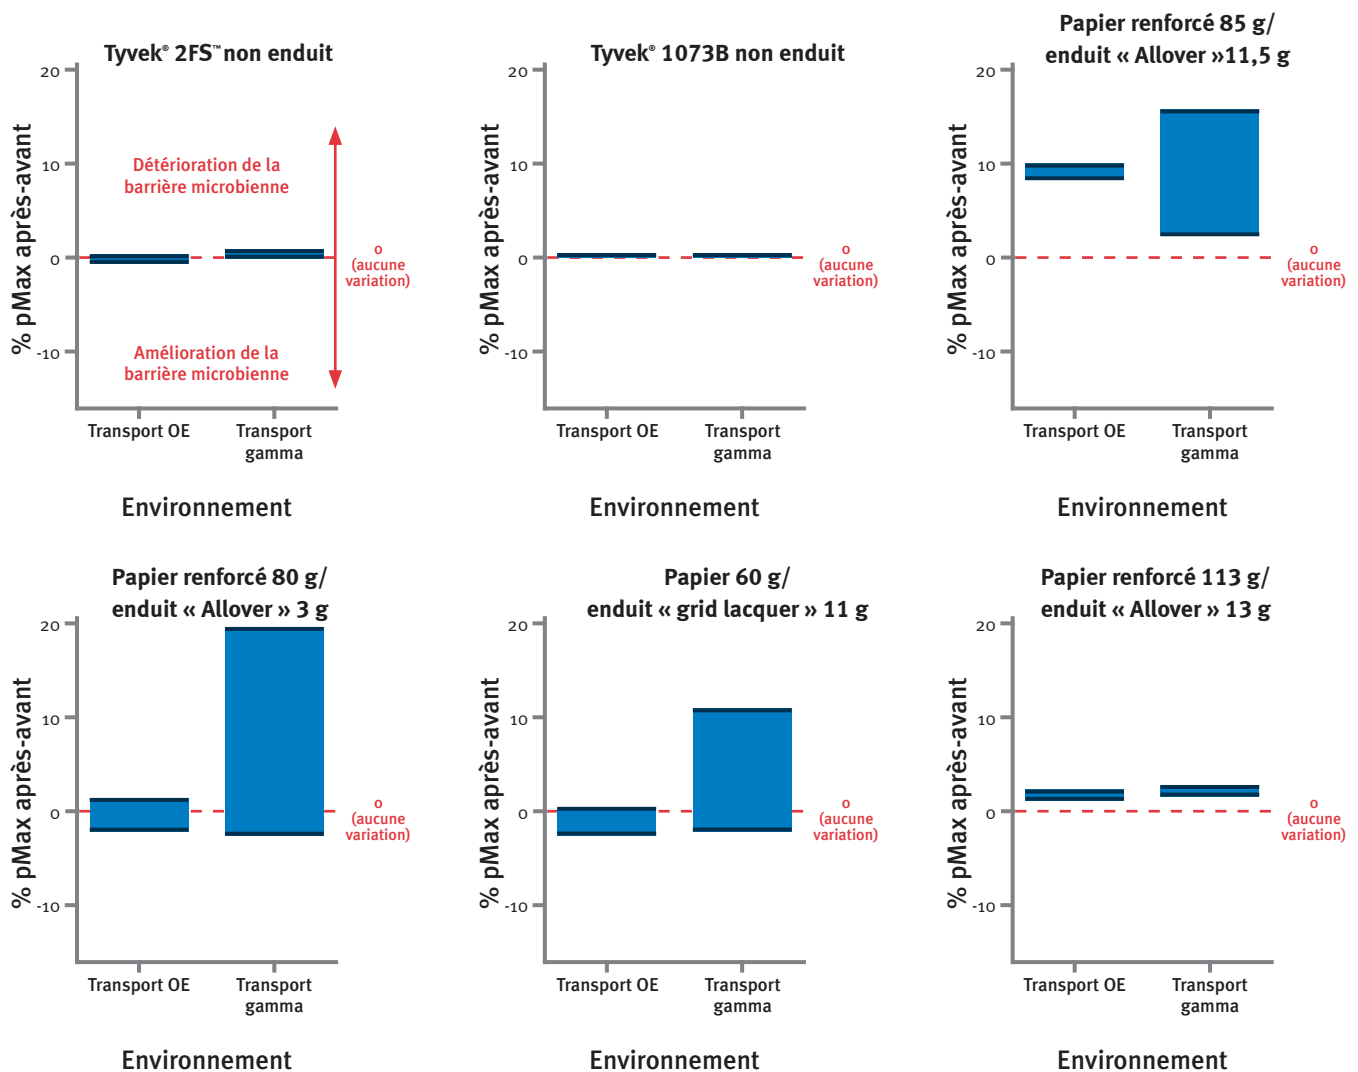 Tyvek® 2FS™ non enduit
% pMax après-avant
20
10
0
-10
Détérioration de la
barrière microbienne
Amélioration de la
barrière microbienne
0
(aucune
variation)
Transport OE
Transport
gamma
Environnement
Tyvek® 1073B non enduit
% pMax après-avant
20
10
0
-10
0
(aucune
variation)
Transport OE
Transport
gamma
Environnement
Papier renforcé 85 g/
enduit « Allover »11,5 g
% pMax après-avant
20
10
0
-10
0
(aucune
variation)
Transport OE
Transport
gamma
Environnement
Papier renforcé 80 g/
enduit « Allover » 3 g
% pMax après-avant
20
10
0
-10
0
(aucune
variation)
Transport OE
Transport
gamma
Environnement
Papier 60 g/
enduit « grid lacquer » 11 g
% pMax après-avant
20
10
0
-10
0
(aucune
variation)
Transport OE
Transport
gamma
Environnement
Papier renforcé 113 g/
enduit « Allover » 13 g
% pMax après-avant
20
10
0
-10
0
(aucune
variation)
Transport OE
Transport
gamma
Environnement